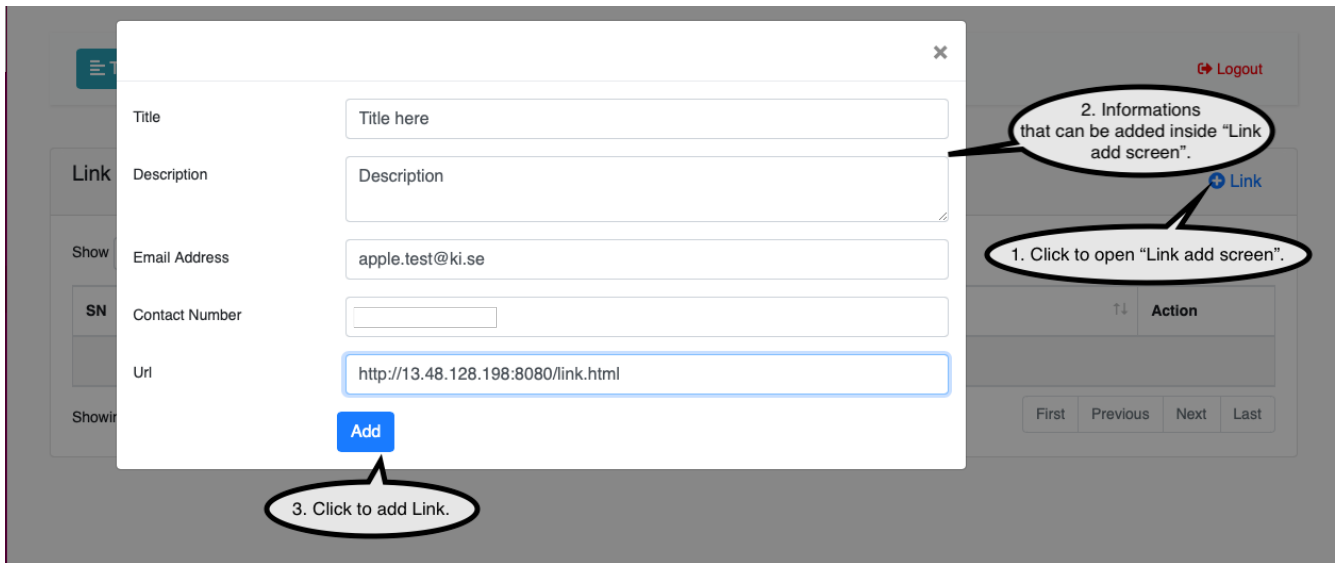 ×
T
Logout
Title
Title here
2. Informations
that can be added inside “Link
add screen”.
Link
Description
Description
Link
Show
Email Address
apple.test@ki.se
1. Click to open “Link add screen”.
SN
Contact Number
↑↓
Action
Url
http://13.48.128.198:8080/link.html
Showin
Add
First
Previous
Next
Last
3. Click to add Link.